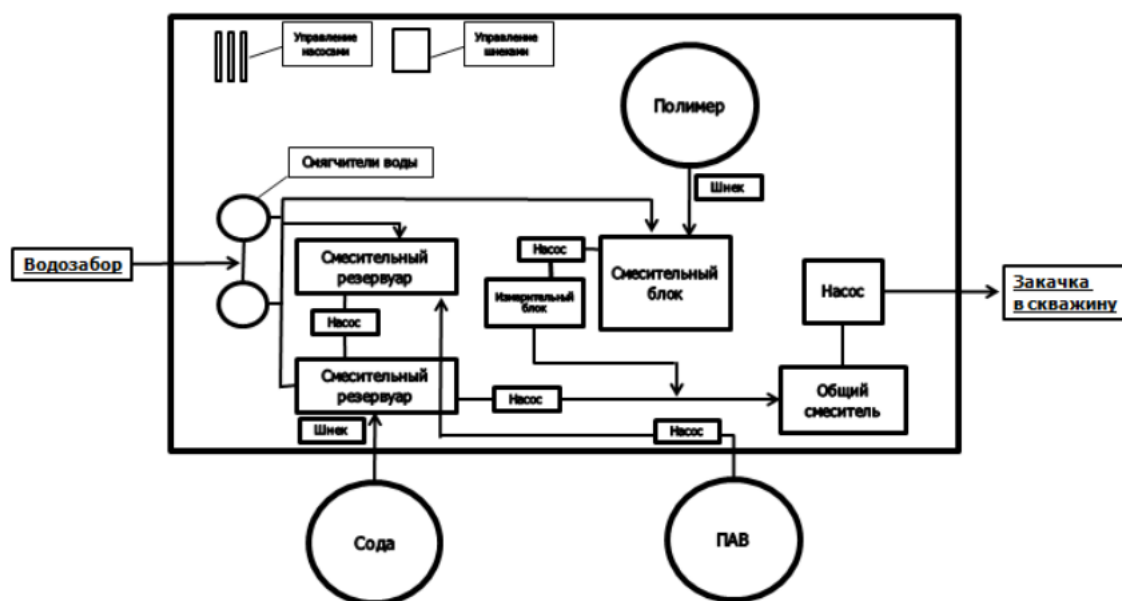 Управление
насосами
Управление
шнеками
Полимер
Смягчители воды
Шнек
Водозабор
Смесительный
резервуар
Насос
Смесительный
блок
Измерительный
блок
Насос
Закачка
в скважину
Насос
Смесительный
резервуар
Насос
Общий
смеситель
Шнек
Насос
Сода
ПАВ